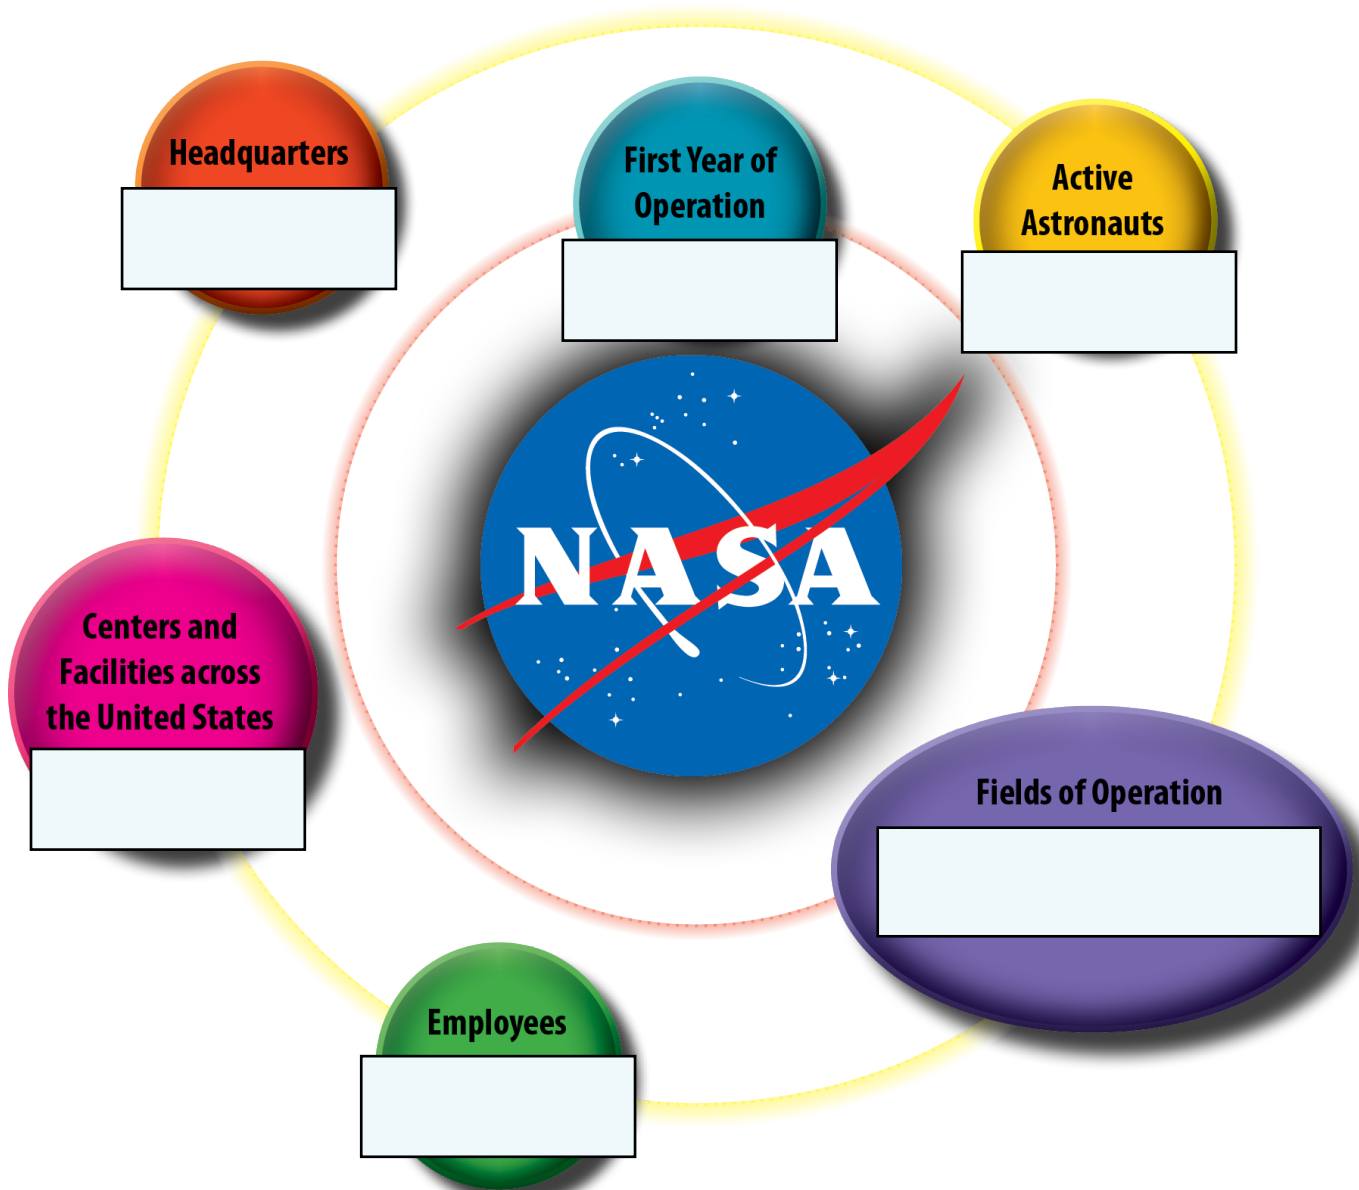 Headquarters
First Year of
Operation
Active
Astronauts
NASA
Centers and
Facilities across
the United States
Fields of Operation
Employees